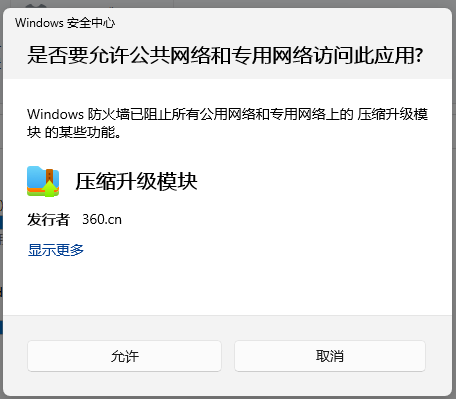 Windows 安全中心
是否要允许公共网络和专用网络访问此应用?
Windows 防火墙已阻止所有公用网络和专用网络上的 压缩升级模
块 的某些功能。
压缩升级模块
发行者 360.cn
显示更多
允许 取消